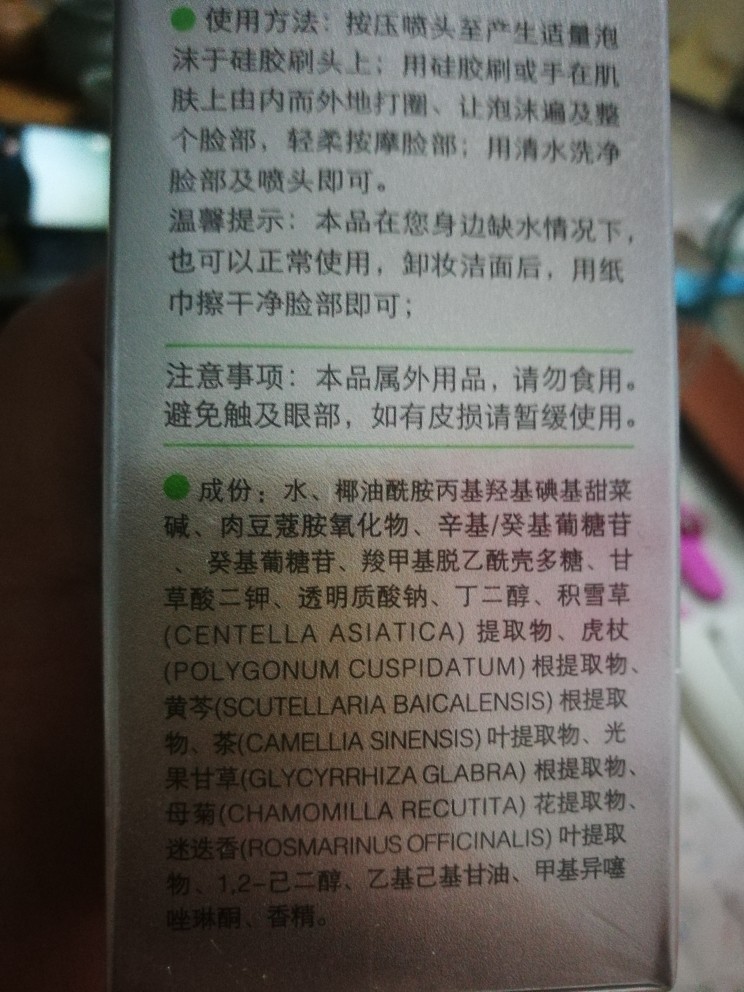 ● 使用方法：按压喷头至产生适量泡
沫于硅胶刷头上；用硅胶刷或手在肌
肤上由内而外地打圈、让泡沫遍及整
个脸部，轻柔按摩脸部；用清水洗净
脸部及喷头即可。
温馨提示：本品在您身边缺水情况下，
也可以正常使用，卸妆洁面后，用纸
巾擦干净脸部即可；
注意事项：本品属外用品，请勿食用。
避免触及眼部，如有皮损请暂缓使用。
● 成份：水、椰油酰胺丙基羟基碘基甜菜
碱、肉豆蔻胺氧化物、辛基/癸基葡糖苷
、癸基葡糖苷、羧甲基脱乙酰壳多糖、甘
草酸二钾、透明质酸钠、丁二醇、积雪草
(CENTELLA ASIATICA) 提取物、虎杖
(POLYGONUM CUSPIDATUM) 根提取物、
黄芩(SCUTELLARIA BAICALENSIS) 根提取
物、茶(CAMELLIA SINENSIS) 叶提取物、光
果甘草(GLYCYRRHIZA GLABRA) 根提取物、
母菊(CHAMOMILLA RECUTITA) 花提取物、
迷迭香(ROSMARINUS OFFICINALIS) 叶提取
物、1,2-己二醇、乙基己基甘油、甲基异噻
唑琳酮、香精。